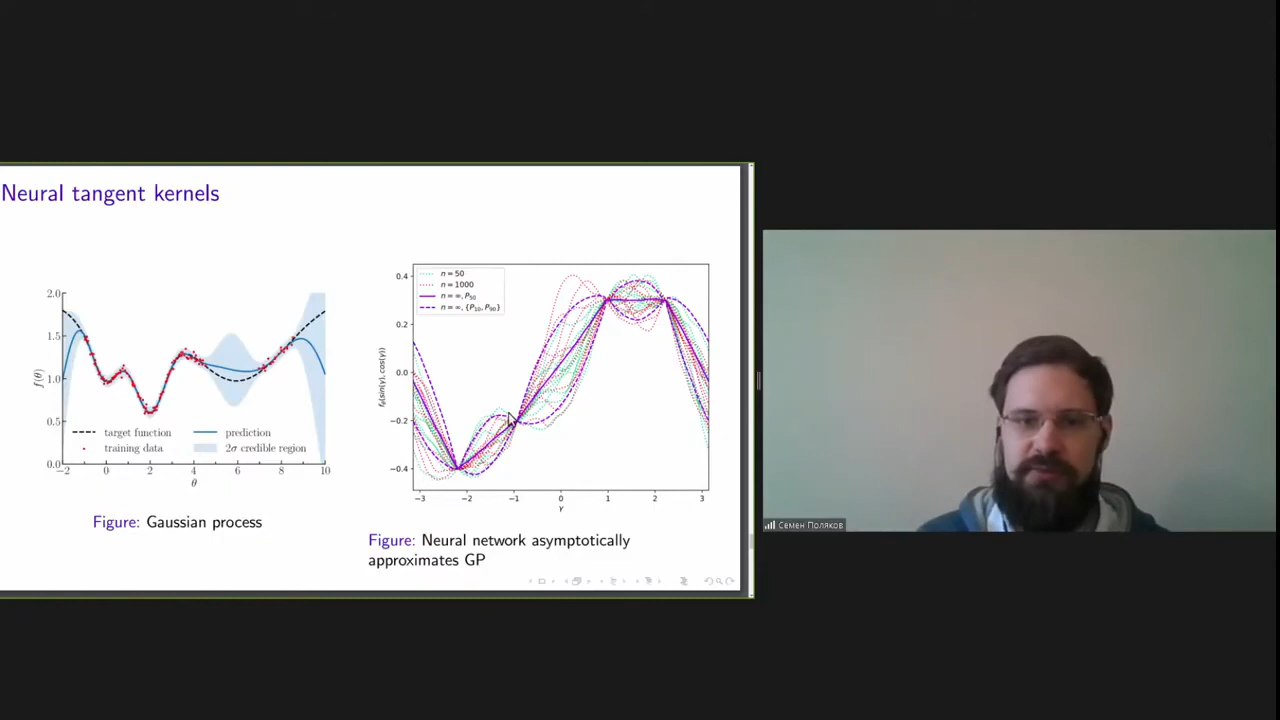 Neural tangent kernels
2.0
1.5
1.0
0.5
0.0
f(θ)
target function
prediction
training data
2σ credible region
−2
0
2
4
6
8
10
θ
Figure: Gaussian process
0.4
0.2
0.0
−0.2
−0.4
f_θ(sin(γ), cos(γ))
n = 50
n = 1000
n = ∞, P₅₀
n = ∞, {P₁₀, P₉₀}
−3
−2
−1
0
1
2
3
γ
Figure: Neural network asymptotically
approximates GP
Семен Поляков